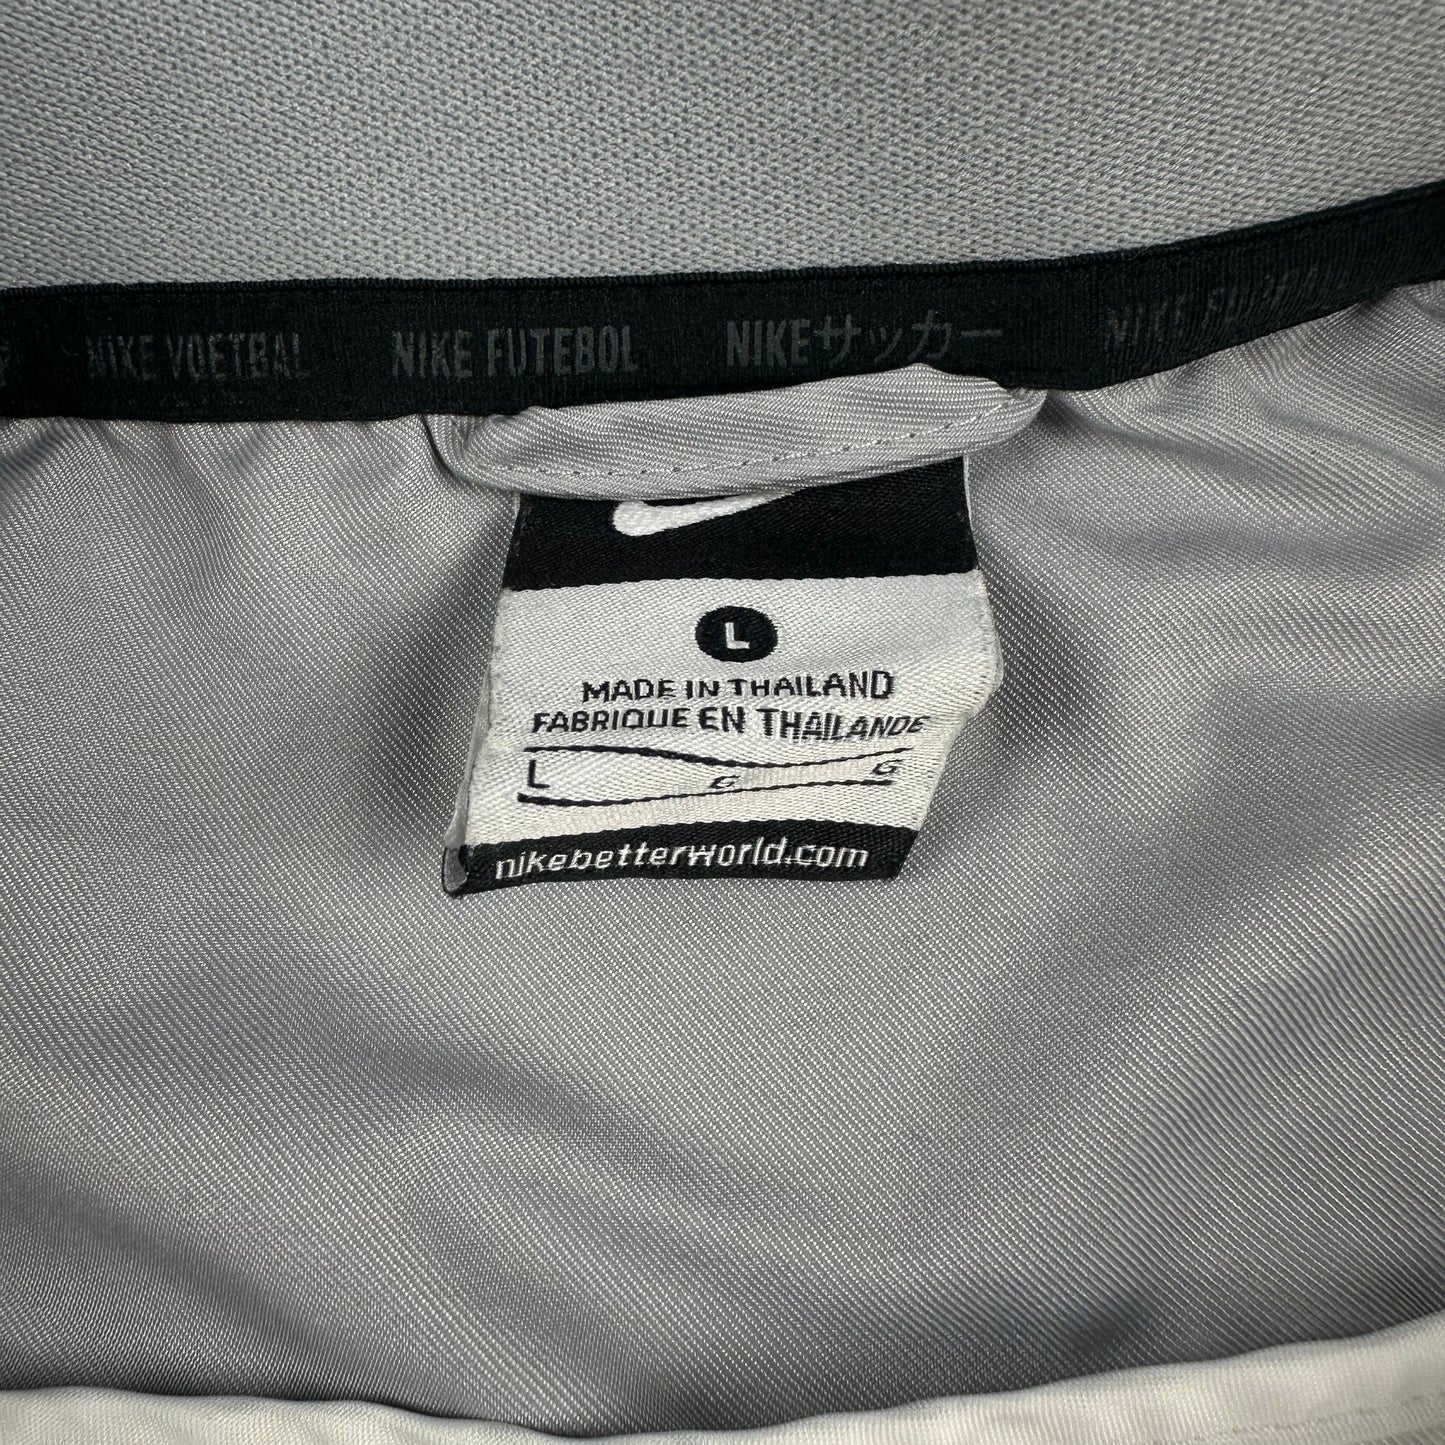 NIKE VOETBAL NIKE FUTEBOL NIKEサッカー NIKE
L
MADE IN THAILAND
FABRIQUE EN THAILANDE
L G G
nikebetterworld.com